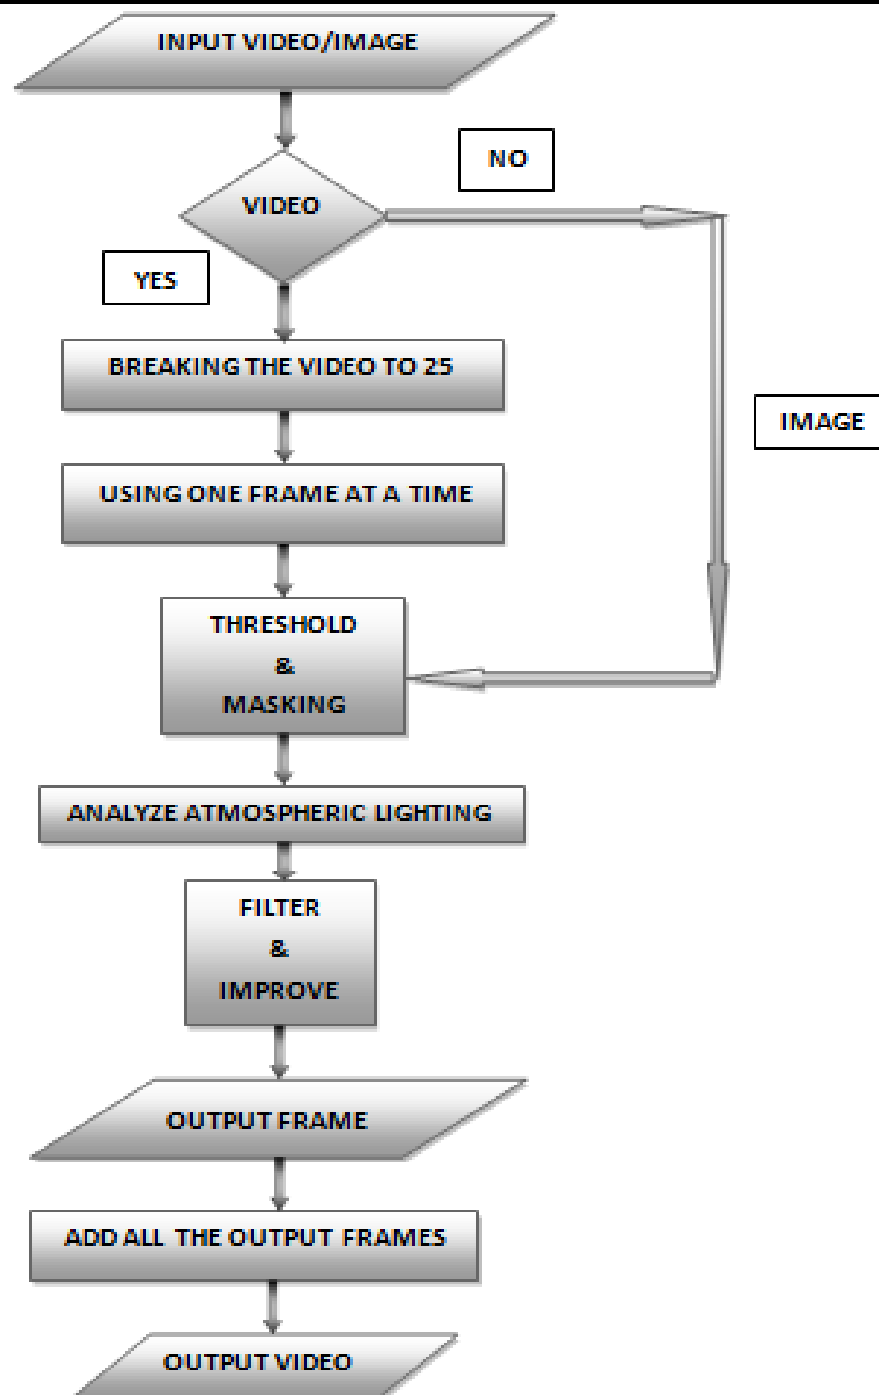 INPUT VIDEO/IMAGE
NO
VIDEO
YES
BREAKING THE VIDEO TO 25
IMAGE
USING ONE FRAME AT A TIME
THRESHOLD
&
MASKING
ANALYZE ATMOSPHERIC LIGHTING
FILTER
&
IMPROVE
OUTPUT FRAME
ADD ALL THE OUTPUT FRAMES
OUTPUT VIDEO